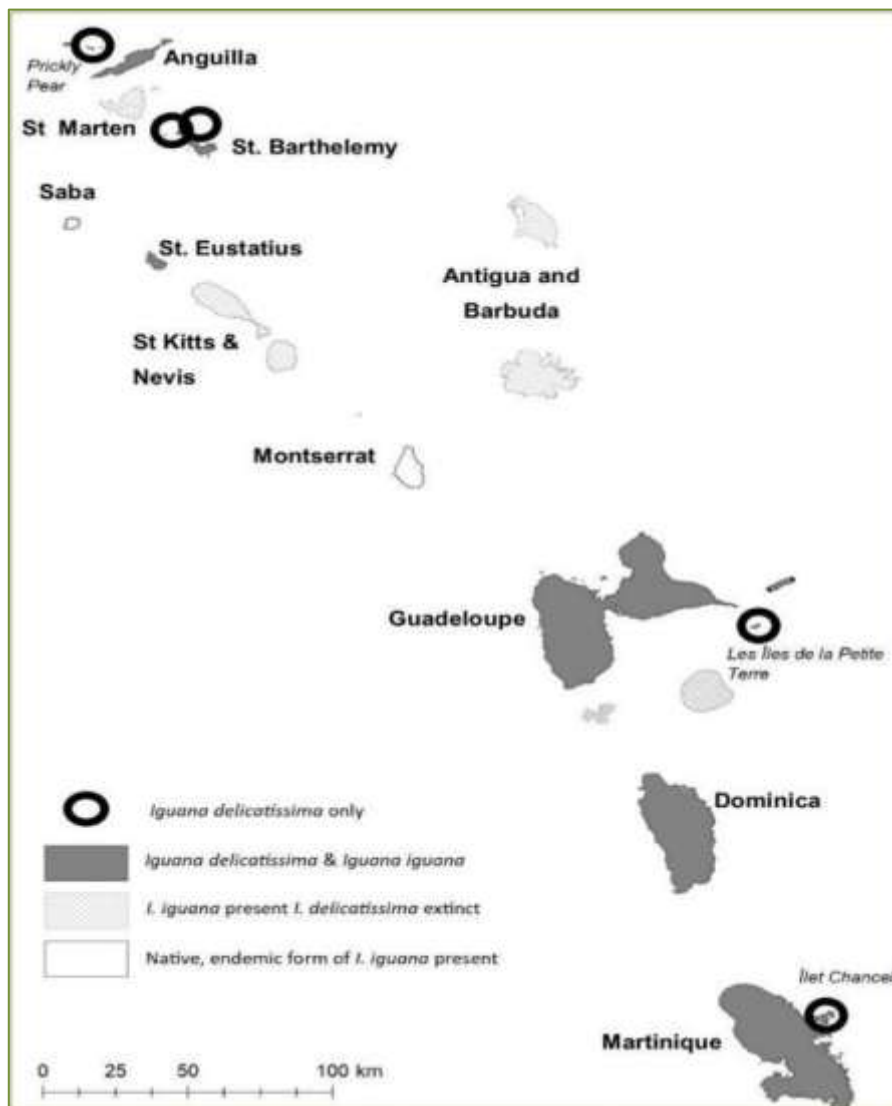 Prickly
Pear
Anguilla
St Marten
St. Barthelemy
Saba
St. Eustatius
Antigua and
Barbuda
St Kitts &
Nevis
Montserrat
Guadeloupe
Les Îles de la Petite
Terre
Dominica
Iguana delicatissima only
Iguana delicatissima & Iguana iguana
I. iguana present I. delicatissima extinct
Native, endemic form of I. iguana present
Îlet Chancel
Martinique
0 25 50 100 km